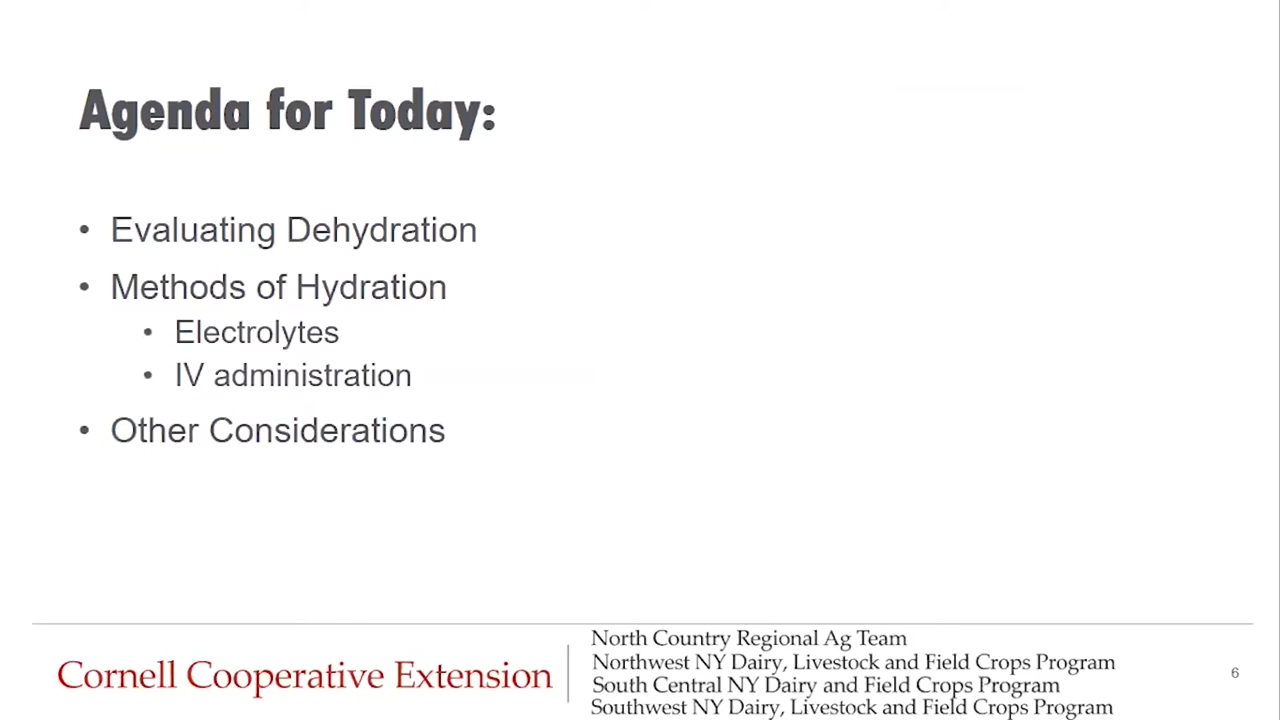 Agenda for Today:
• Evaluating Dehydration
• Methods of Hydration
• Electrolytes
• IV administration
• Other Considerations
Cornell Cooperative Extension
North Country Regional Ag Team
Northwest NY Dairy, Livestock and Field Crops Program
South Central NY Dairy and Field Crops Program
Southwest NY Dairy, Livestock and Field Crops Program
6